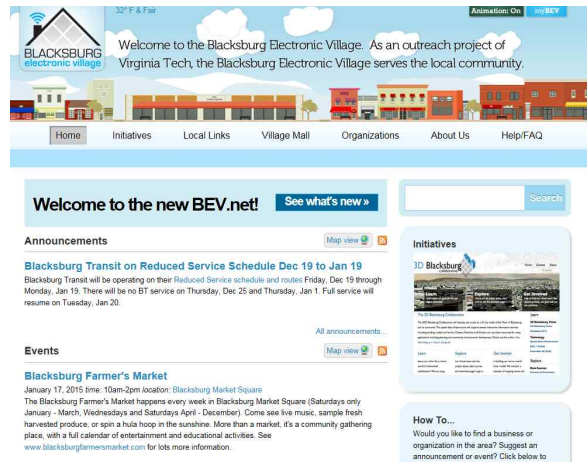 32° F & Fair
Animation: On
myBEV
BLACKSBURG
electronic village
Welcome to the Blacksburg Electronic Village. As an outreach project of
Virginia Tech, the Blacksburg Electronic Village serves the local community.
Home Initiatives Local Links Village Mall Organizations About Us Help/FAQ
Welcome to the new BEV.net!
See what's new »
Search
Announcements
Map view
Blacksburg Transit on Reduced Service Schedule Dec 19 to Jan 19
Blacksburg Transit will be operating on their Reduced Service schedule and routes Friday, Dec 19 through
Monday, Jan 19. There will be no BT service on Thursday, Dec 25 and Thursday, Jan 1. Full service will
resume on Tuesday, Jan 20.
All announcements...
Events
Map view
Blacksburg Farmer's Market
January 17, 2015 time: 10am-2pm location: Blacksburg Market Square
The Blacksburg Farmer's Market happens every week in Blacksburg Market Square (Saturdays only
January - March, Wednesdays and Saturdays April - December). Come see live music, sample fresh
harvested produce, or spin a hula hoop in the sunshine. More than a market, it's a community gathering
place, with a full calendar of entertainment and educational activities. See
www.blacksburgfarmersmarket.com for lots more information.
Initiatives
3D Blacksburg
Learn
Explore
Get Involved
Learn
Explore
Get Involved
How To...
Would you like to find a business or
organization in the area? Suggest an
announcement or event? Click below to